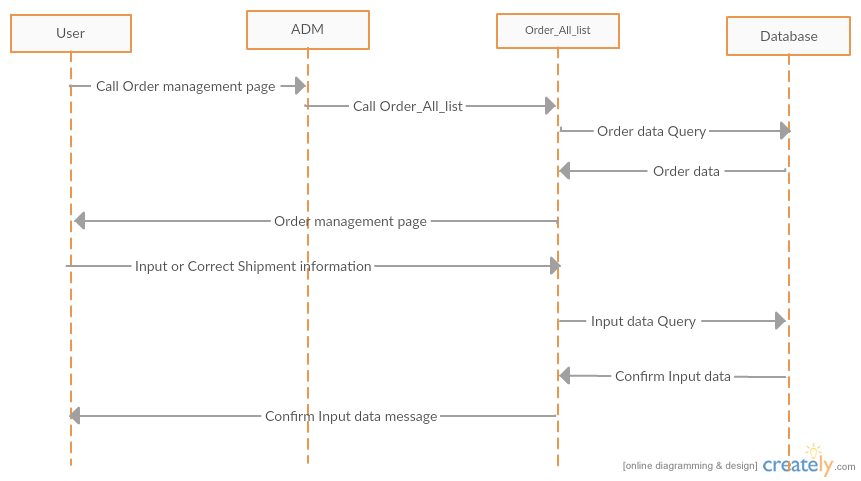 User
ADM
Order_All_list
Database
Call Order management page
Call Order_All_list
Order data Query
Order data
Order management page
Input or Correct Shipment information
Input data Query
Confirm Input data
Confirm Input data message
[online diagramming & design] creately.com